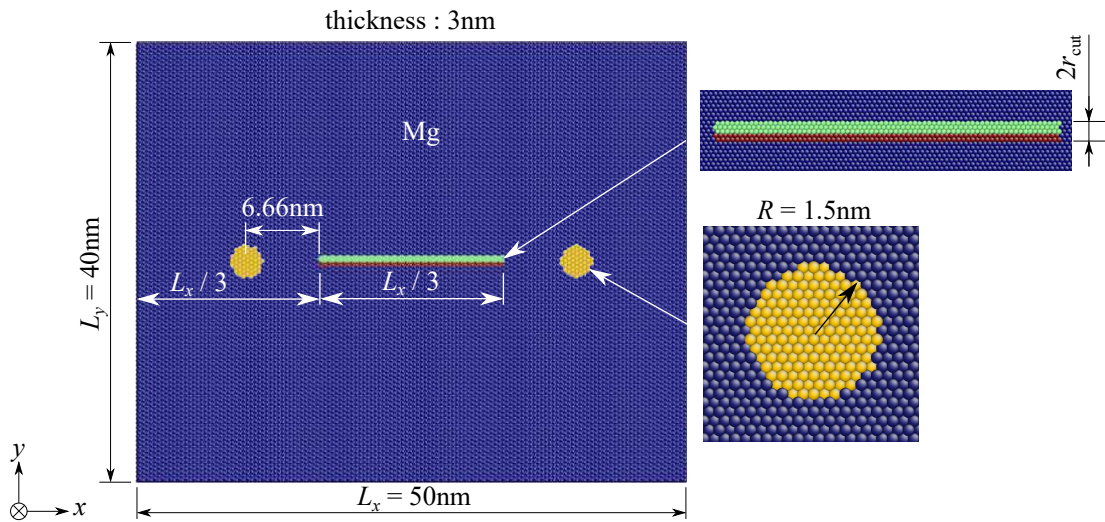 thickness : 3nm
Mg
6.66nm
L_x / 3
L_x / 3
L_y = 40nm
L_x = 50nm
y
x
2r_cut
R = 1.5nm